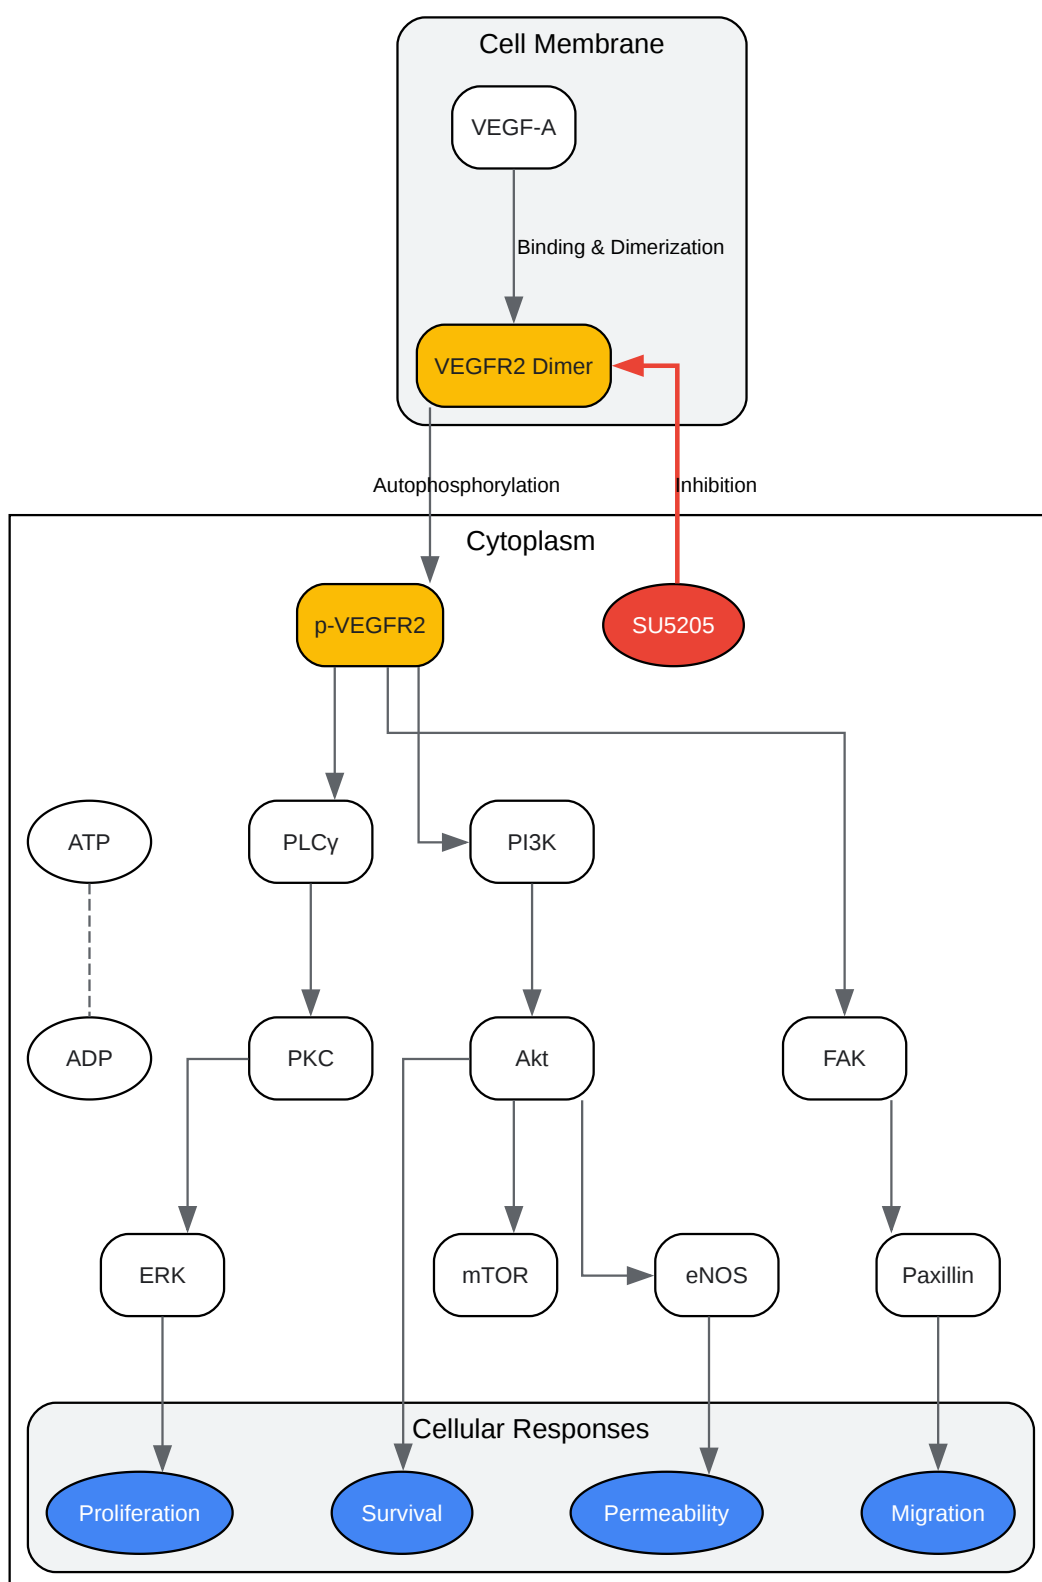 Cell Membrane
VEGF-A
Binding & Dimerization
VEGFR2 Dimer
Autophosphorylation
Inhibition
Cytoplasm
p-VEGFR2
SU5205
ATP
PLCγ
PI3K
ADP
PKC
Akt
FAK
ERK
mTOR
eNOS
Paxillin
Cellular Responses
Proliferation
Survival
Permeability
Migration